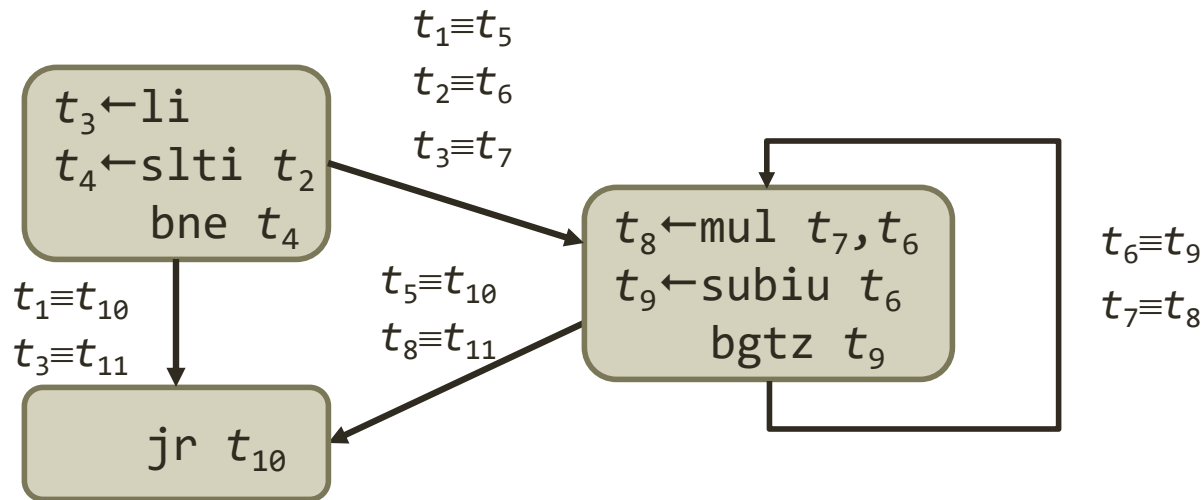 t₁≡t₅
t₂≡t₆
t₃≡t₇
t₃←li
t₄←slti t₂
bne t₄
t₈←mul t₇,t₆
t₉←subiu t₆
bgtz t₉
t₆≡t₉
t₇≡t₈
t₁≡t₁₀
t₃≡t₁₁
t₅≡t₁₀
t₈≡t₁₁
jr t₁₀